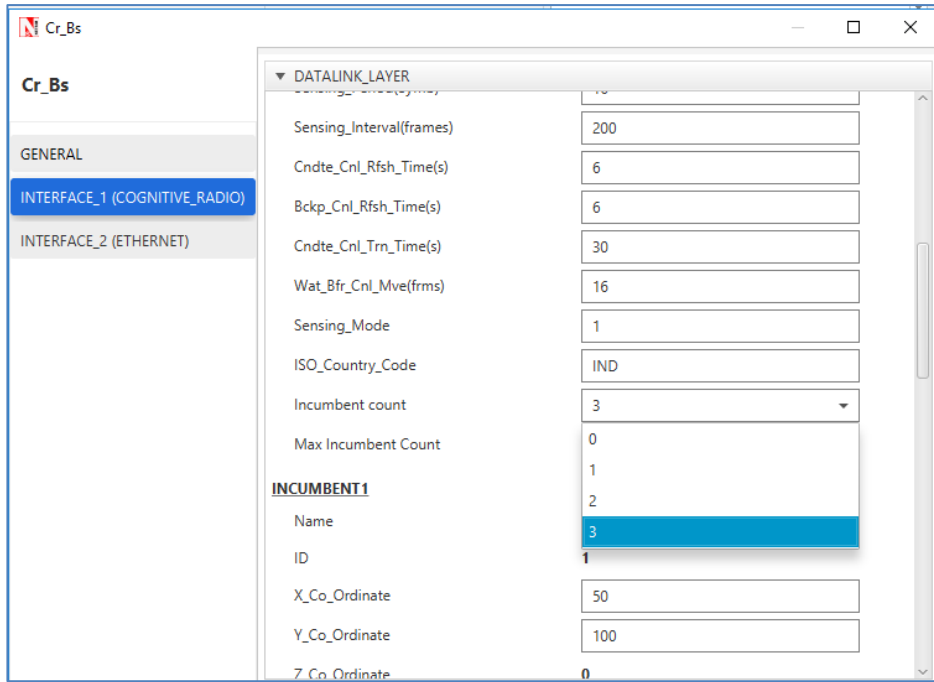 Cr_Bs
Cr_Bs
GENERAL
INTERFACE_1 (COGNITIVE_RADIO)
INTERFACE_2 (ETHERNET)
DATALINK_LAYER
Sensing_Interval(frames) 200
Cndte_Cnl_Rfsh_Time(s) 6
Bckp_Cnl_Rfsh_Time(s) 6
Cndte_Cnl_Trn_Time(s) 30
Wat_Bfr_Cnl_Mve(frms) 16
Sensing_Mode 1
ISO_Country_Code IND
Incumbent count 3
0
Max Incumbent Count
1
INCUMBENT1
2
Name
3
ID 1
X_Co_Ordinate 50
Y_Co_Ordinate 100
Z_Co_Ordinate 0